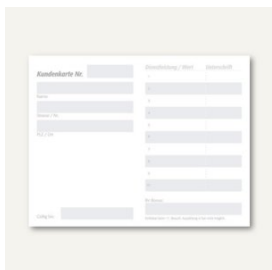 Kundenkarte Nr.
Name
Strasse / Nr.
PLZ / Ort
Gültig bis:
Dienstleistung / Wert Unterschrift
1
2
3
4
5
6
7
8
9
10